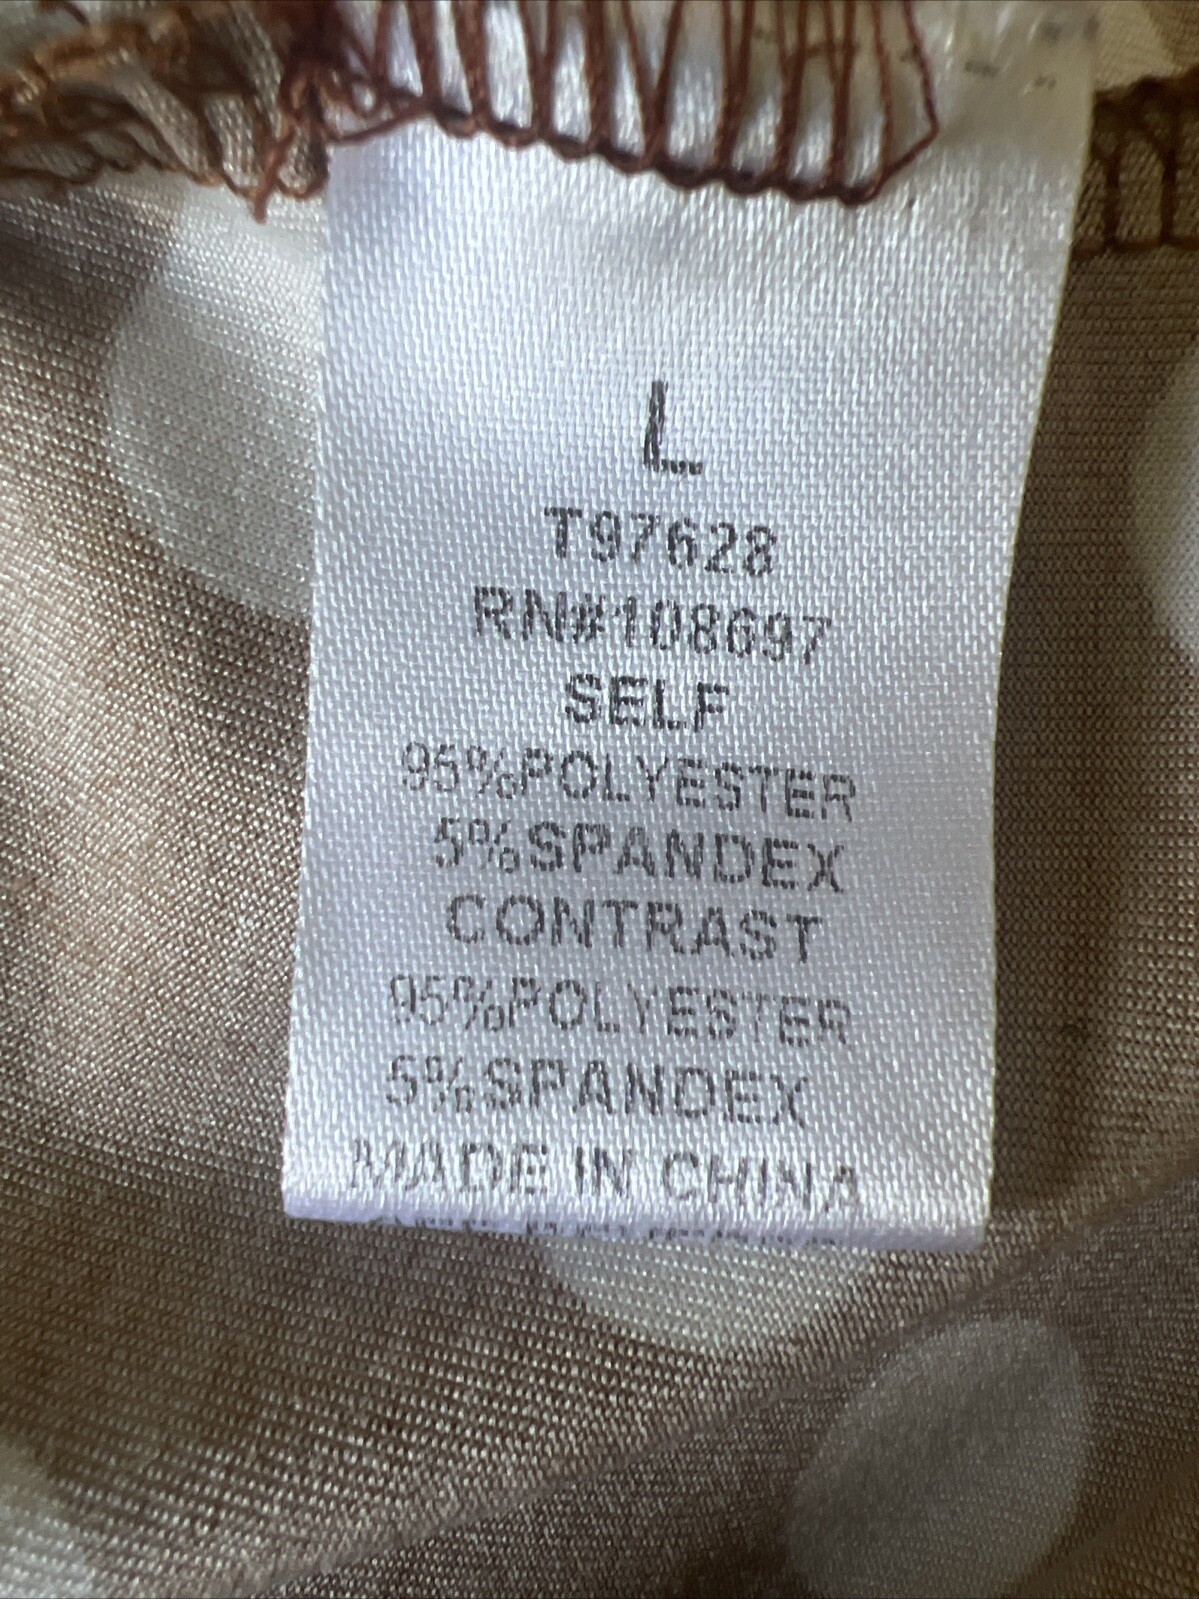 L
T97628
RN#108697
SELF
95%POLYESTER
5%SPANDEX
CONTRAST
95%POLYESTER
5%SPANDEX
MADE IN CHINA